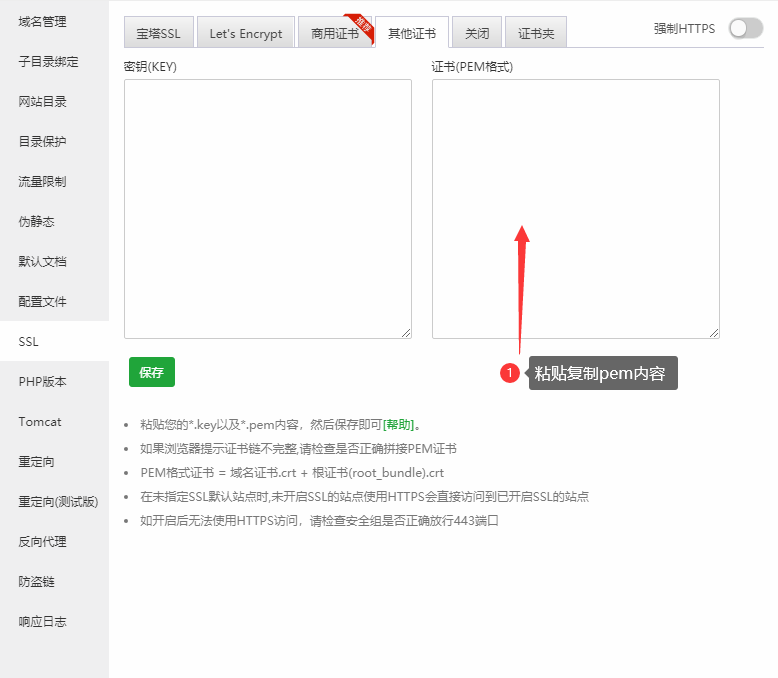 域名管理
子目录绑定
网站目录
目录保护
流量限制
伪静态
默认文档
配置文件
SSL
PHP版本
Tomcat
重定向
重定向(测试版)
反向代理
防盗链
响应日志
宝塔SSL
Let's Encrypt
商用证书
推荐
其他证书
关闭
证书夹
强制HTTPS
密钥(KEY)
证书(PEM格式)
保存
1
粘贴复制pem内容
粘贴您的*.key以及*.pem内容，然后保存即可[帮助]。
如果浏览器提示证书链不完整,请检查是否正确拼接PEM证书
PEM格式证书 = 域名证书.crt + 根证书(root_bundle).crt
在未指定SSL默认站点时,未开启SSL的站点使用HTTPS会直接访问到已开启SSL的站点
如开启后无法使用HTTPS访问，请检查安全组是否正确放行443端口